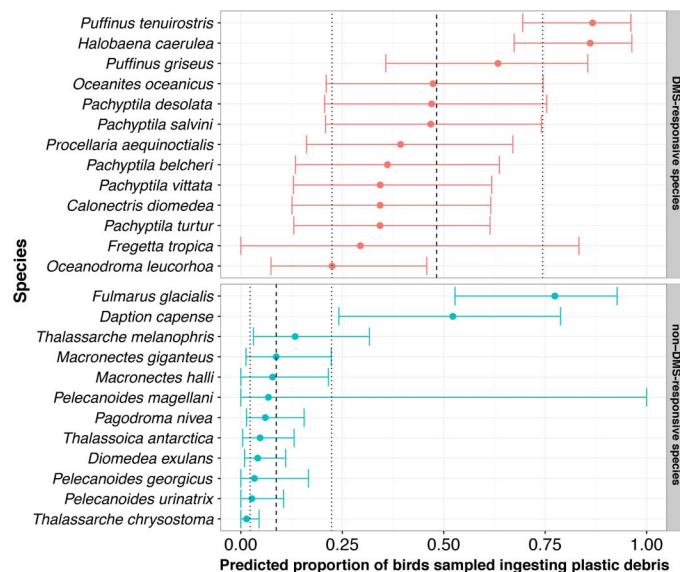 Puffinus tenuirostris
Halobaena caerulea
Puffinus griseus
Oceanites oceanicus
Pachyptila desolata
Pachyptila salvini
Procellaria aequinoctialis
Pachyptila belcheri
Pachyptila vittata
Calonectris diomedea
Pachyptila turtur
Fregetta tropica
Oceanodroma leucorhoa
DMS-responsive species
Species
Fulmarus glacialis
Daption capense
Thalassarche melanophris
Macronectes giganteus
Macronectes halli
Pelecanoides magellani
Pagodroma nivea
Thalassoica antarctica
Diomedea exulans
Pelecanoides georgicus
Pelecanoides urinatrix
Thalassarche chrysostoma
non-DMS-responsive species
0.00 0.25 0.50 0.75 1.00
Predicted proportion of birds sampled ingesting plastic debris